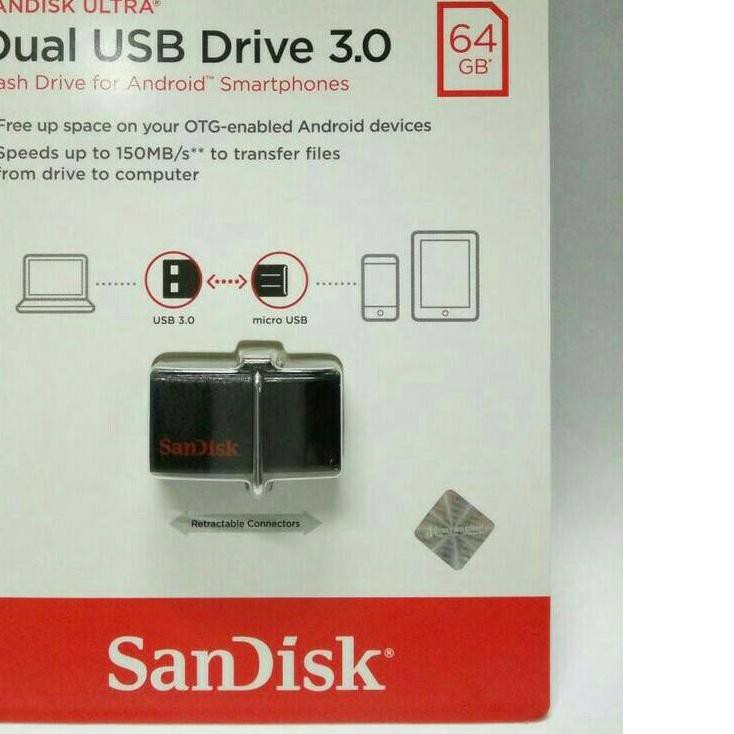 ANDISK ULTRA®
Dual USB Drive 3.0
64
GB*
ash Drive for Android™ Smartphones
Free up space on your OTG-enabled Android devices
Speeds up to 150MB/s** to transfer files
from drive to computer
USB 3.0
micro USB
SanDisk
Retractable Connectors
SanDisk®